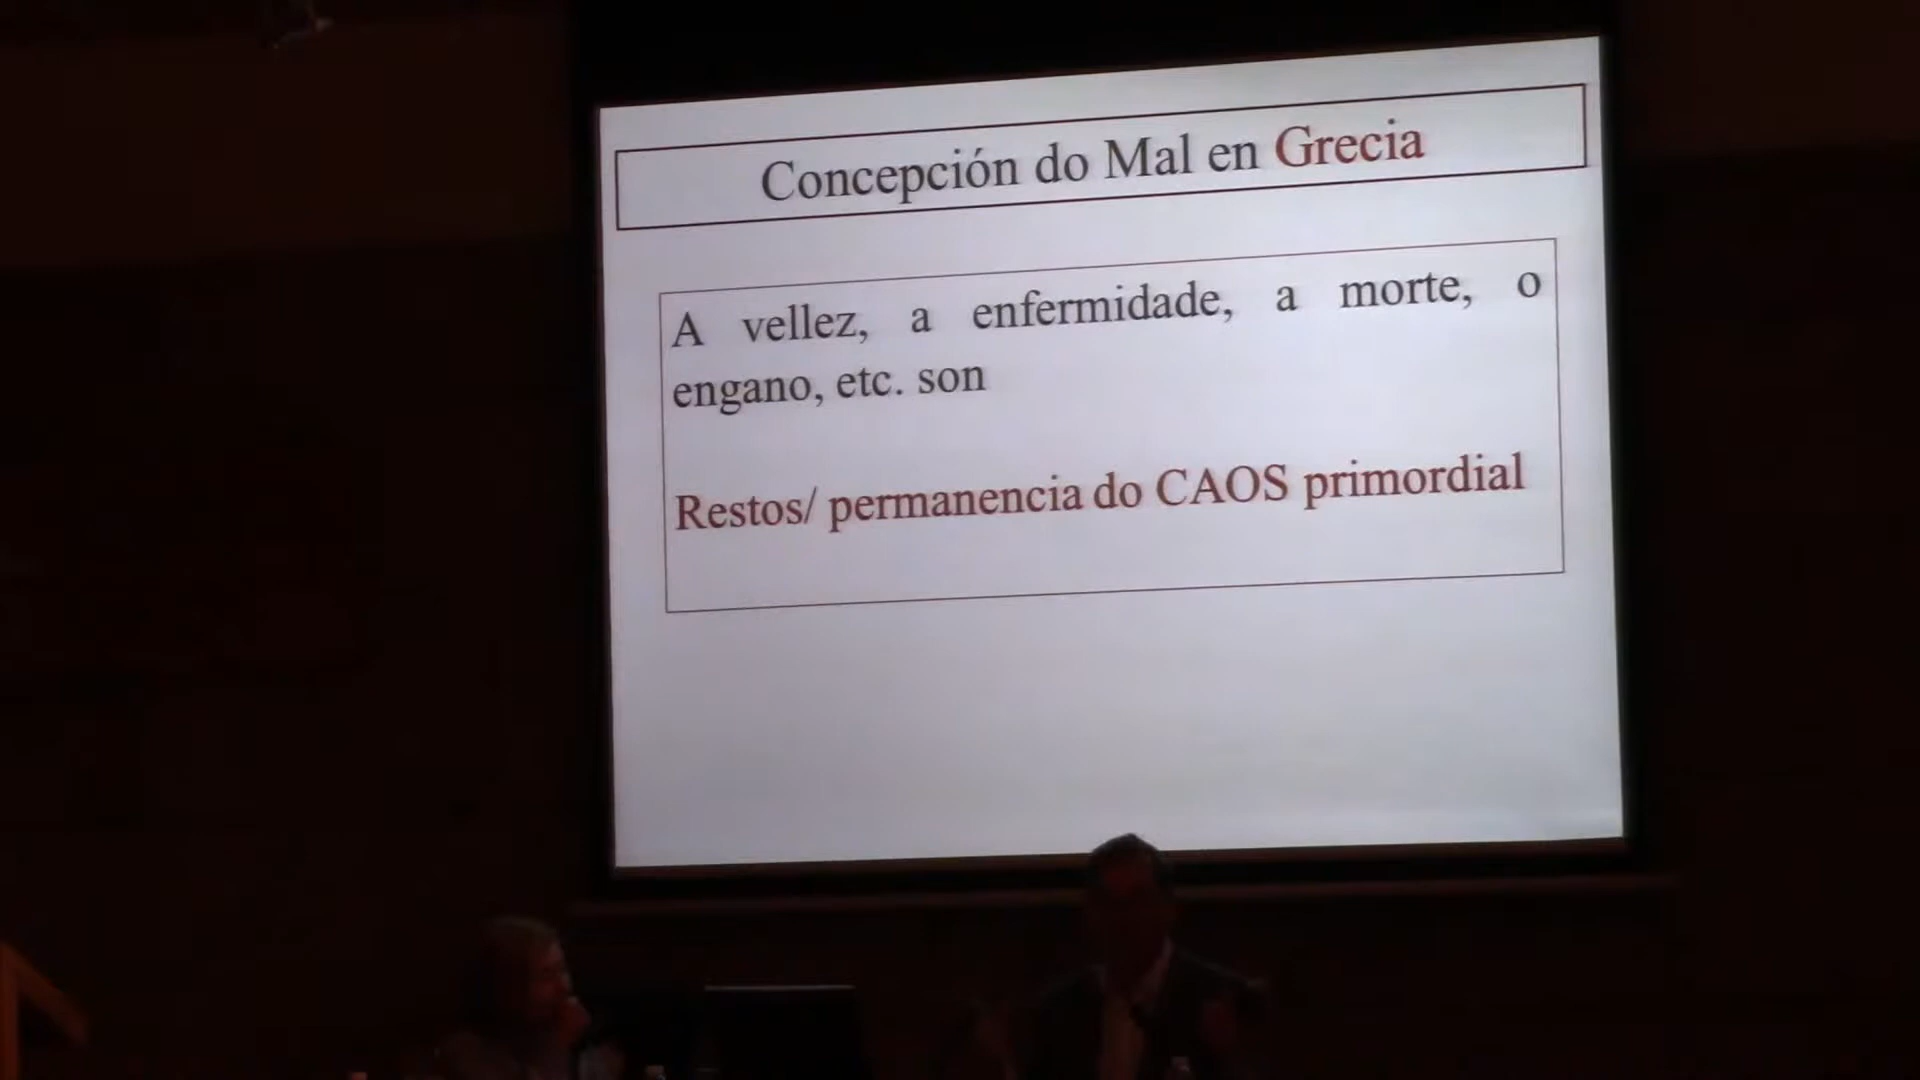 Concepción do Mal en Grecia
A vellez, a enfermidade, a morte, o
engano, etc. son
Restos/ permanencia do CAOS primordial